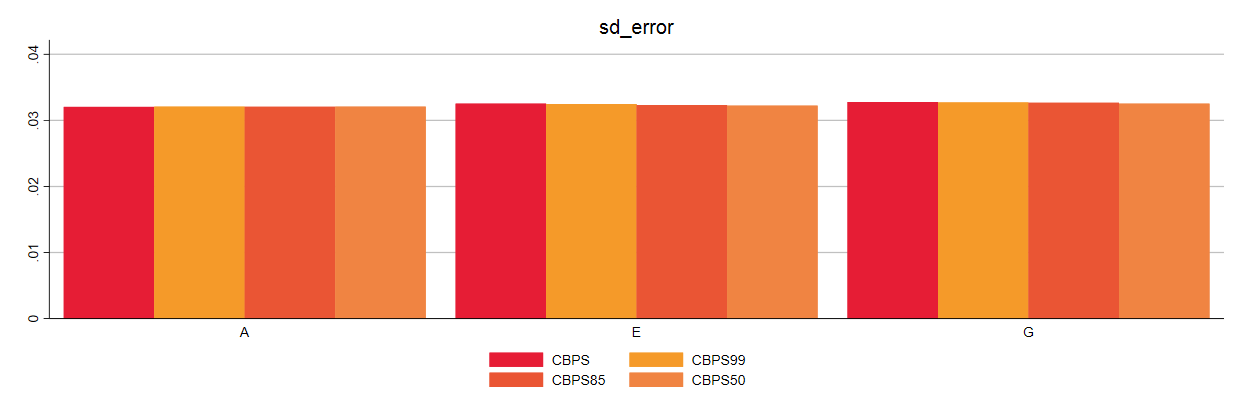 sd_error
.04
.03
.02
.01
0
A E G
CBPS CBPS99
CBPS85 CBPS50